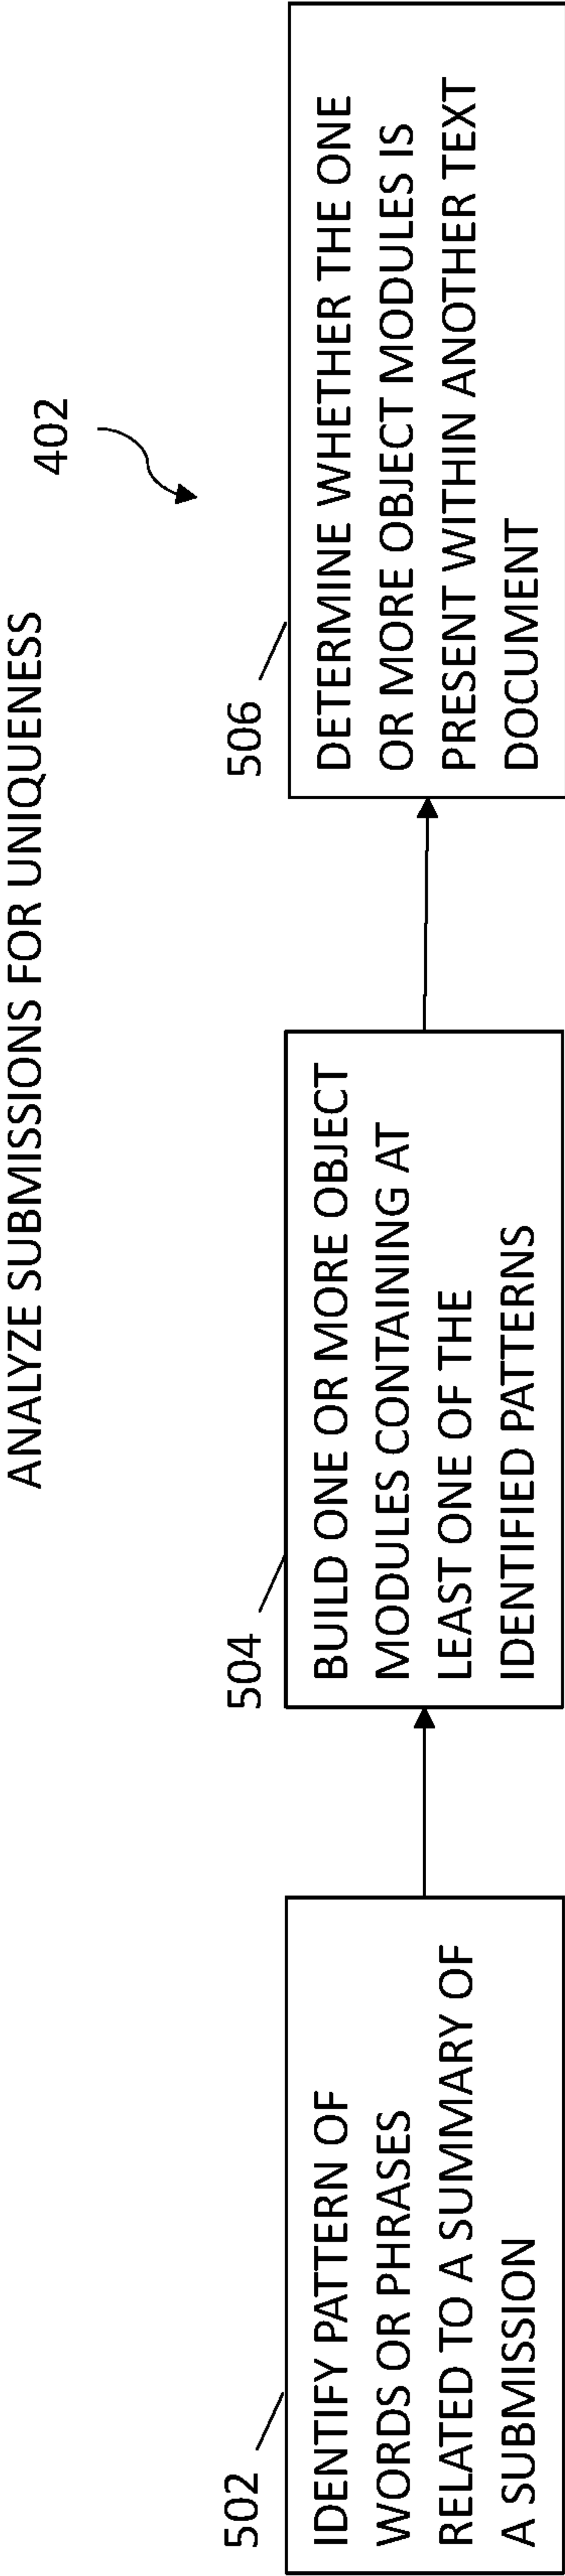 ANALYZE SUBMISSIONS FOR UNIQUENESS
402
502
IDENTIFY PATTERN OF
WORDS OR PHRASES
RELATED TO A SUMMARY OF
A SUBMISSION
504
BUILD ONE OR MORE OBJECT
MODULES CONTAINING AT
LEAST ONE OF THE
IDENTIFIED PATTERNS
506
DETERMINE WHETHER THE ONE
OR MORE OBJECT MODULES IS
PRESENT WITHIN ANOTHER TEXT
DOCUMENT